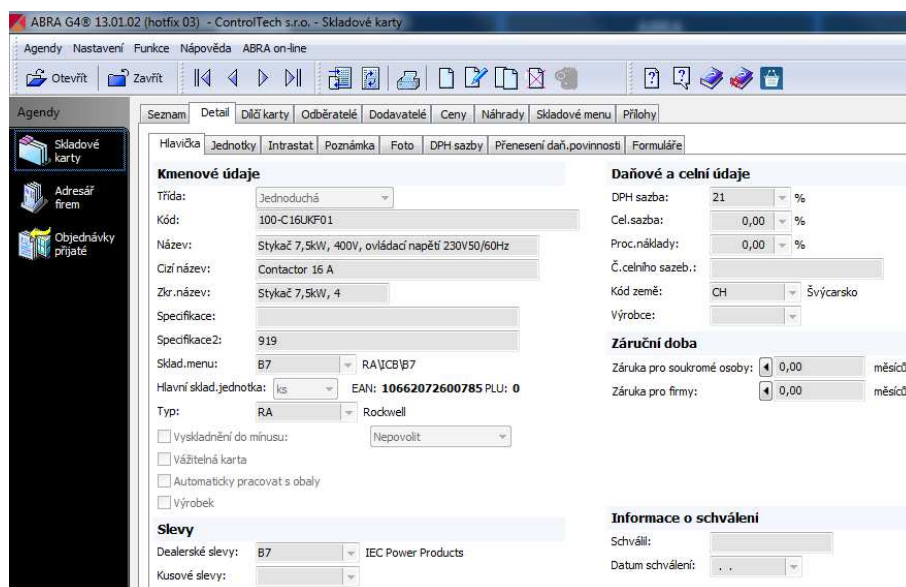 ABRA G4® 13.01.02 (hotfix 03) - ControlTech s.r.o. - Skladové karty
Agendy Nastavení Funkce Nápověda ABRA on-line
Otevřít Zavřít
Agendy
Skladové karty
Adresář firem
Objednávky přijaté
Seznam Detail Dílčí karty Odběratelé Dodavatelé Ceny Náhrady Skladové menu Přílohy
Hlavička Jednotky Intrastat Poznámka Foto DPH sazby Přenesení daň.povinnosti Formuláře
Kmenové údaje
Třída: Jednoduchá
Kód: 100-C16UKF01
Název: Stykač 7,5kW, 400V, ovládací napětí 230V50/60Hz
Cizí název: Contactor 16 A
Zkr.název: Stykač 7,5kW, 4
Specifikace:
Specifikace2: 919
Sklad.menu: B7 RA\ICB\B7
Hlavní sklad.jednotka: ks EAN: 10662072600785 PLU: 0
Typ: RA Rockwell
Vyskladnění do mínusu: Nepovolit
Vážitelná karta
Automaticky pracovat s obaly
Výrobek
Slevy
Dealerské slevy: B7 IEC Power Products
Kusové slevy:
Daňové a celní údaje
DPH sazba: 21 %
Cel.sazba: 0,00 %
Proc.náklady: 0,00 %
Č.celního sazeb.:
Kód země: CH Švýcarsko
Výrobce:
Záruční doba
Záruka pro soukromé osoby: 0,00 měsíců
Záruka pro firmy: 0,00 měsíců
Informace o schválení
Schválil:
Datum schválení: . .